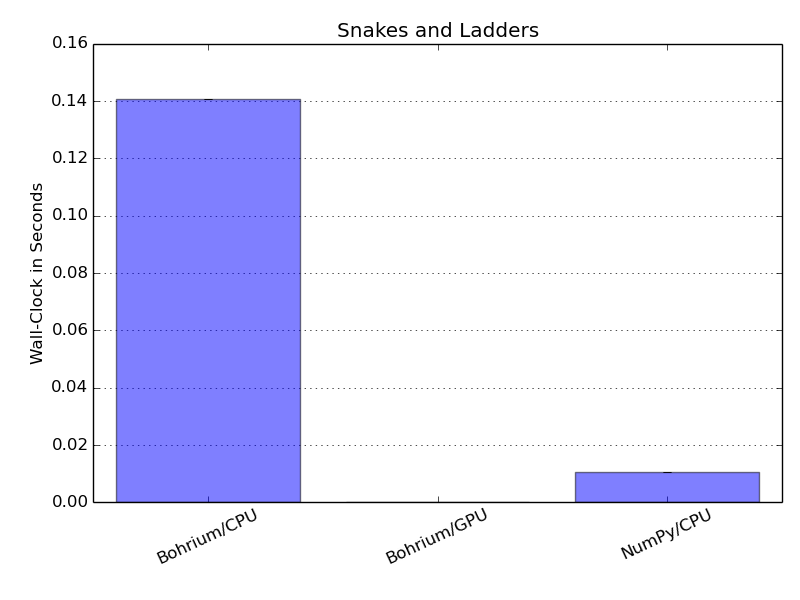 Snakes and Ladders
Wall-Clock in Seconds
0.16
0.14
0.12
0.10
0.08
0.06
0.04
0.02
0.00
Bohrium/CPU
Bohrium/GPU
NumPy/CPU